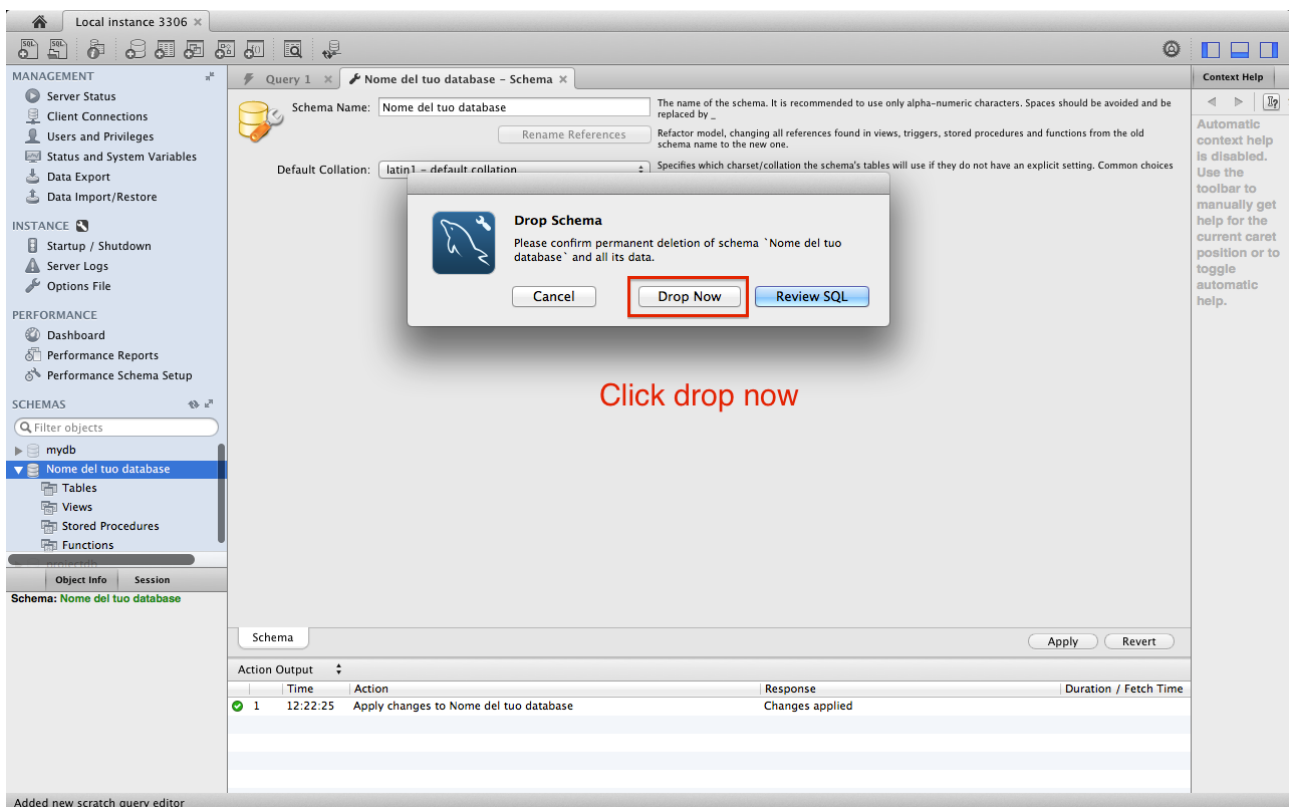 Local instance 3306
MANAGEMENT
Server Status
Client Connections
Users and Privileges
Status and System Variables
Data Export
Data Import/Restore
INSTANCE
Startup / Shutdown
Server Logs
Options File
PERFORMANCE
Dashboard
Performance Reports
Performance Schema Setup
SCHEMAS
Filter objects
mydb
Nome del tuo database
Tables
Views
Stored Procedures
Functions
Object Info Session
Schema: Nome del tuo database
Query 1
Nome del tuo database - Schema
Schema Name: Nome del tuo database
The name of the schema. It is recommended to use only alpha-numeric characters. Spaces should be avoided and be
replaced by _
Rename References
Refactor model, changing all references found in views, triggers, stored procedures and functions from the old
schema name to the new one.
Default Collation: latin1 - default collation
Specifies which charset/collation the schema's tables will use if they do not have an explicit setting. Common choices
Drop Schema
Please confirm permanent deletion of schema `Nome del tuo
database` and all its data.
Cancel Drop Now Review SQL
Click drop now
Schema
Apply Revert
Action Output
Time Action Response Duration / Fetch Time
1 12:22:25 Apply changes to Nome del tuo database Changes applied
Context Help
Automatic
context help
is disabled.
Use the
toolbar to
manually get
help for the
current caret
position or to
toggle
automatic
help.
Added new scratch query editor